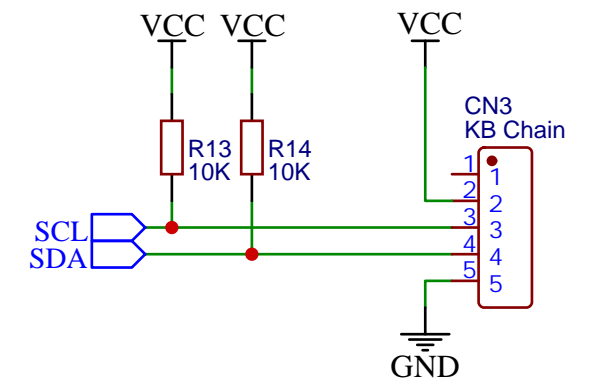 VCC VCC VCC
CN3
KB Chain
R13 R14
10K 10K
1 1
2 2
SCL 3 3
SDA 4 4
5 5
GND